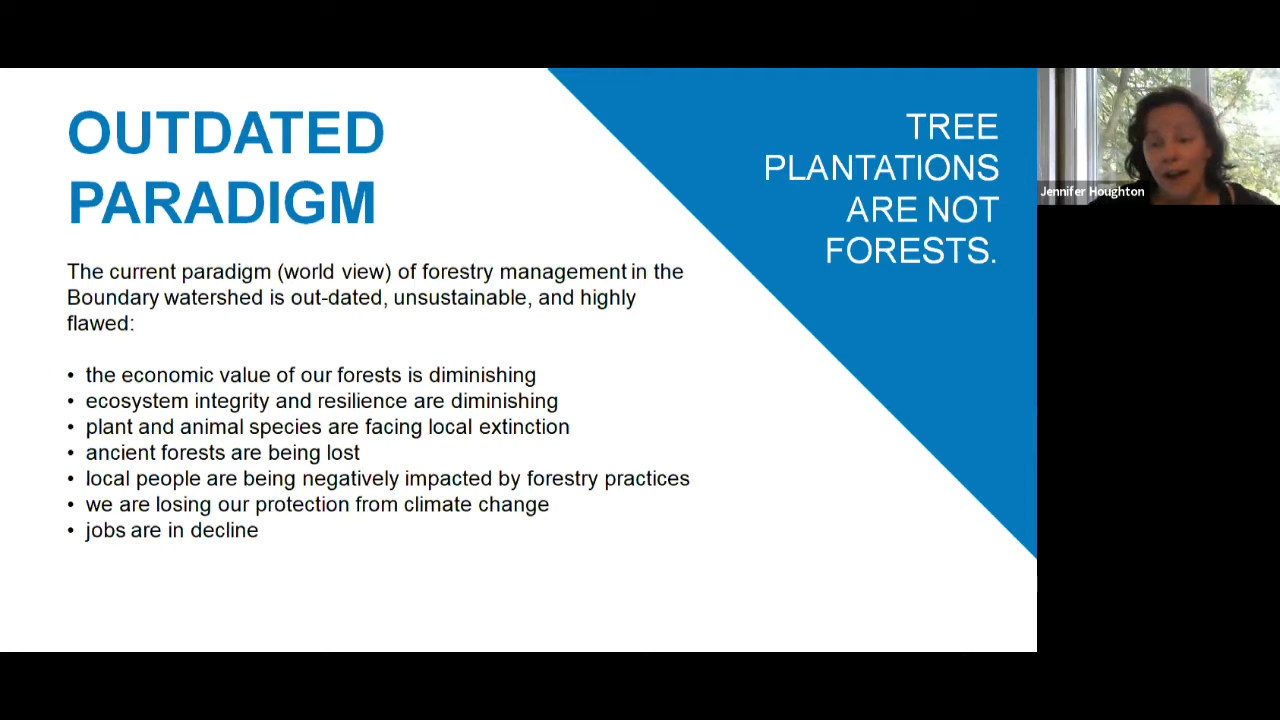 OUTDATED
PARADIGM
The current paradigm (world view) of forestry management in the
Boundary watershed is out-dated, unsustainable, and highly
flawed:
• the economic value of our forests is diminishing
• ecosystem integrity and resilience are diminishing
• plant and animal species are facing local extinction
• ancient forests are being lost
• local people are being negatively impacted by forestry practices
• we are losing our protection from climate change
• jobs are in decline
TREE
PLANTATIONS
ARE NOT
FORESTS.
Jennifer Houghton